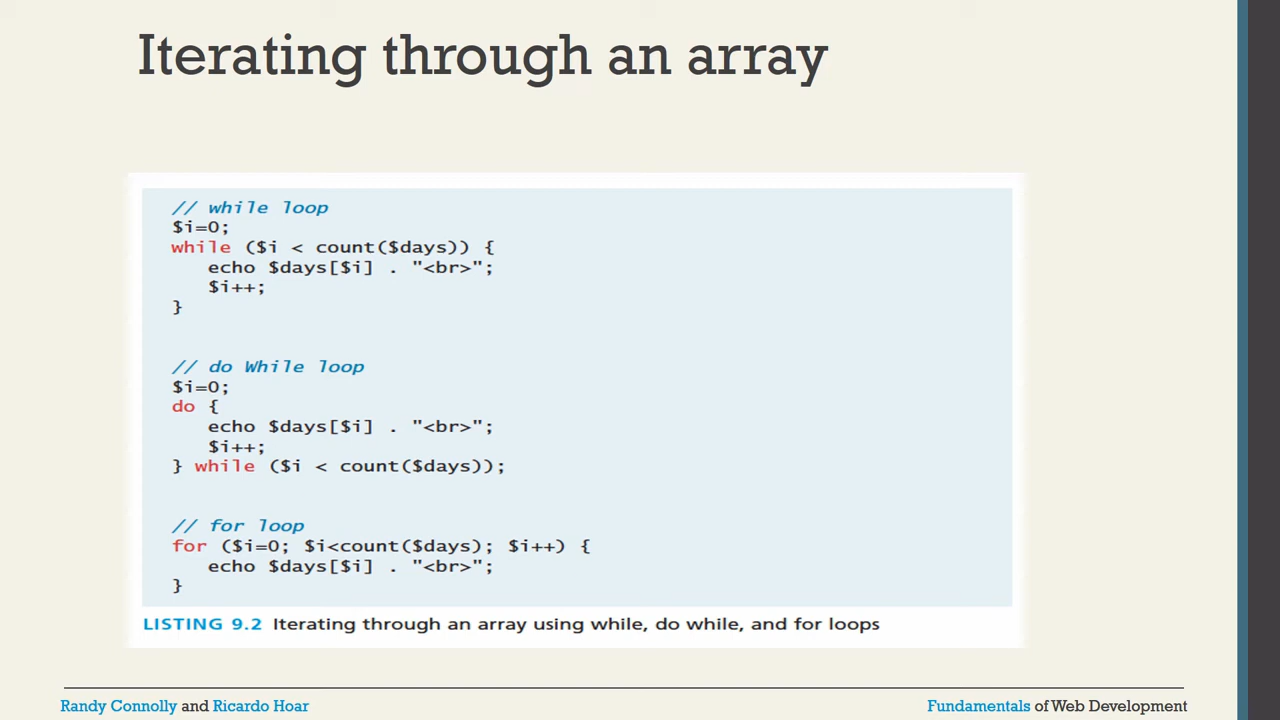 Iterating through an array
// while loop
$i=0;
while ($i < count($days)) {
   echo $days[$i] . "<br>";
   $i++;
}
// do While loop
$i=0;
do {
   echo $days[$i] . "<br>";
   $i++;
} while ($i < count($days));
// for loop
for ($i=0; $i<count($days); $i++) {
   echo $days[$i] . "<br>";
}
LISTING 9.2 Iterating through an array using while, do while, and for loops
Randy Connolly and Ricardo Hoar
Fundamentals of Web Development